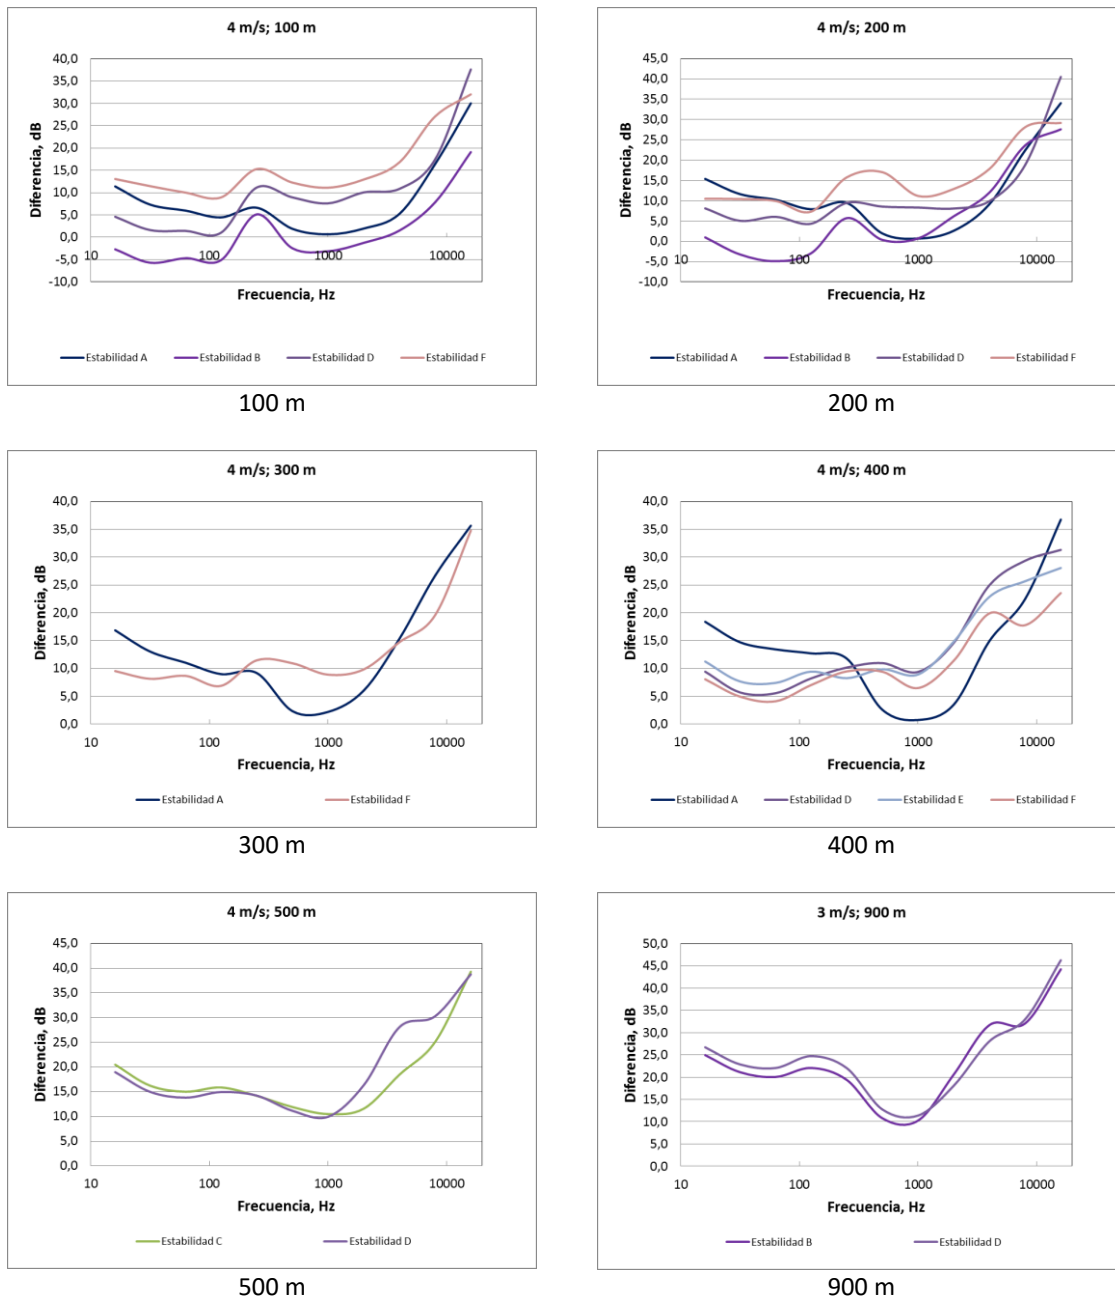 4 m/s; 100 m
40,0
35,0
30,0
25,0
20,0
15,0
10,0
5,0
0,0
-5,0
-10,0
10
100
1000
10000
Diferencia, dB
Frecuencia, Hz
Estabilidad A
Estabilidad B
Estabilidad D
Estabilidad F
100 m
4 m/s; 200 m
45,0
40,0
35,0
30,0
25,0
20,0
15,0
10,0
5,0
0,0
-5,0
-10,0
10
100
1000
10000
Diferencia, dB
Frecuencia, Hz
Estabilidad A
Estabilidad B
Estabilidad D
Estabilidad F
200 m
4 m/s; 300 m
40,0
35,0
30,0
25,0
20,0
15,0
10,0
5,0
0,0
10
100
1000
10000
Diferencia, dB
Frecuencia, Hz
Estabilidad A
Estabilidad F
300 m
4 m/s; 400 m
40,0
35,0
30,0
25,0
20,0
15,0
10,0
5,0
0,0
10
100
1000
10000
Diferencia, dB
Frecuencia, Hz
Estabilidad A
Estabilidad D
Estabilidad E
Estabilidad F
400 m
4 m/s; 500 m
45,0
40,0
35,0
30,0
25,0
20,0
15,0
10,0
5,0
0,0
10
100
1000
10000
Diferencia, dB
Frecuencia, Hz
Estabilidad C
Estabilidad D
500 m
3 m/s; 900 m
50,0
45,0
40,0
35,0
30,0
25,0
20,0
15,0
10,0
5,0
0,0
10
100
1000
10000
Diferencia, dB
Frecuencia, Hz
Estabilidad B
Estabilidad D
900 m